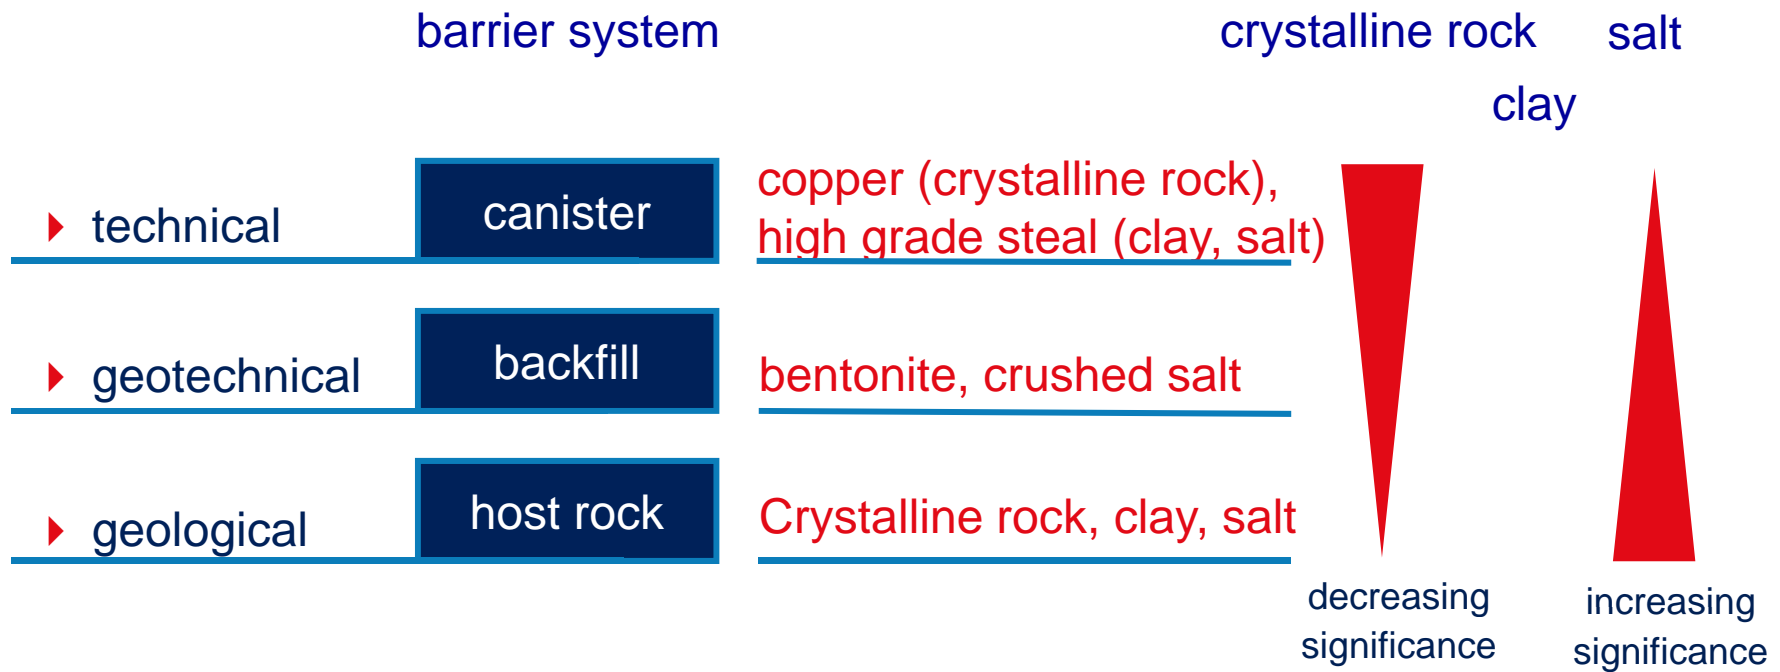 barrier system
crystalline rock
salt
clay
technical
canister
copper (crystalline rock),
high grade steal (clay, salt)
geotechnical
backfill
bentonite, crushed salt
geological
host rock
Crystalline rock, clay, salt
decreasing
significance
increasing
significance